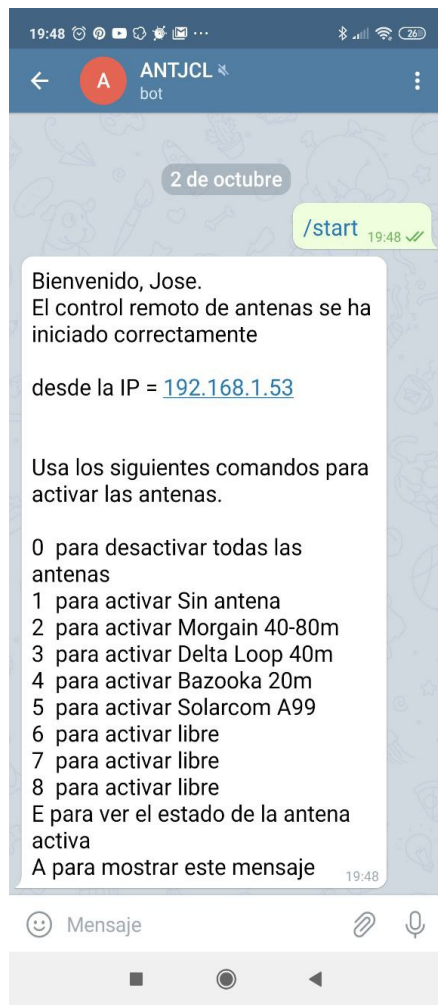 19:48 ... 26
A ANTJCL
bot
2 de octubre
/start 19:48
Bienvenido, Jose.
El control remoto de antenas se ha
iniciado correctamente
desde la IP = 192.168.1.53
Usa los siguientes comandos para
activar las antenas.
0 para desactivar todas las
antenas
1 para activar Sin antena
2 para activar Morgain 40-80m
3 para activar Delta Loop 40m
4 para activar Bazooka 20m
5 para activar Solarcom A99
6 para activar libre
7 para activar libre
8 para activar libre
E para ver el estado de la antena
activa
A para mostrar este mensaje 19:48
Mensaje